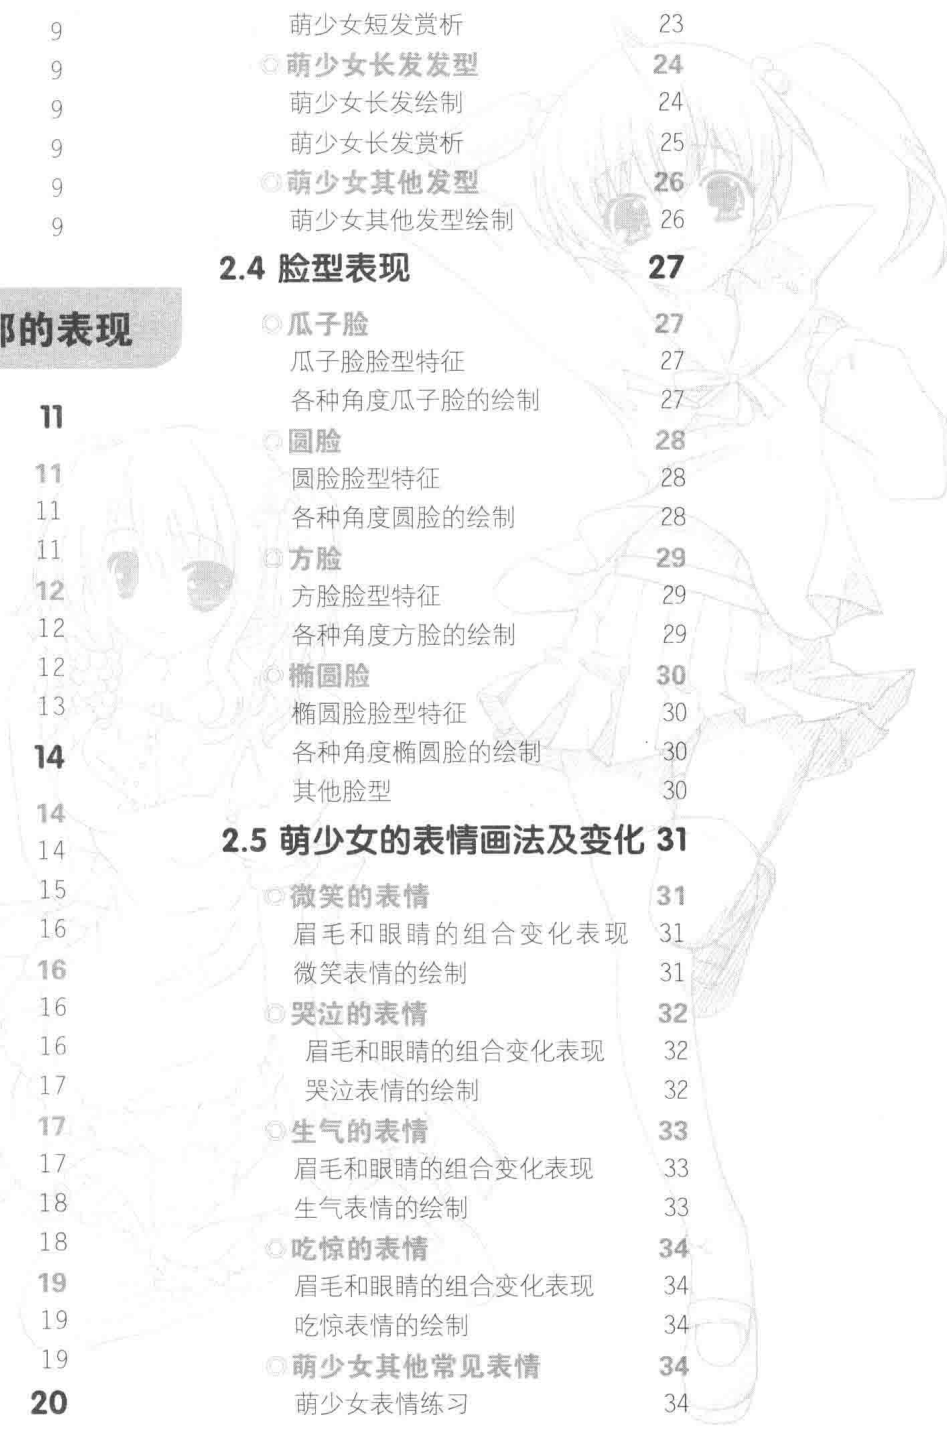 9
9
9
9
9
9
部的表现
11
11
11
11
12
12
12
13
14
14
14
15
16
16
16
16
17
17
17
18
18
19
19
19
20
萌少女短发赏析 23
◎萌少女长发发型 24
萌少女长发绘制 24
萌少女长发赏析 25
◎萌少女其他发型 26
萌少女其他发型绘制 26
2.4 脸型表现 27
◎瓜子脸 27
瓜子脸脸型特征 27
各种角度瓜子脸的绘制 27
◎圆脸 28
圆脸脸型特征 28
各种角度圆脸的绘制 28
◎方脸 29
方脸脸型特征 29
各种角度方脸的绘制 29
◎椭圆脸 30
椭圆脸脸型特征 30
各种角度椭圆脸的绘制 30
其他脸型 30
2.5 萌少女的表情画法及变化 31
◎微笑的表情 31
眉毛和眼睛的组合变化表现 31
微笑表情的绘制 31
◎哭泣的表情 32
眉毛和眼睛的组合变化表现 32
哭泣表情的绘制 32
◎生气的表情 33
眉毛和眼睛的组合变化表现 33
生气表情的绘制 33
◎吃惊的表情 34
眉毛和眼睛的组合变化表现 34
吃惊表情的绘制 34
◎萌少女其他常见表情 34
萌少女表情练习 34